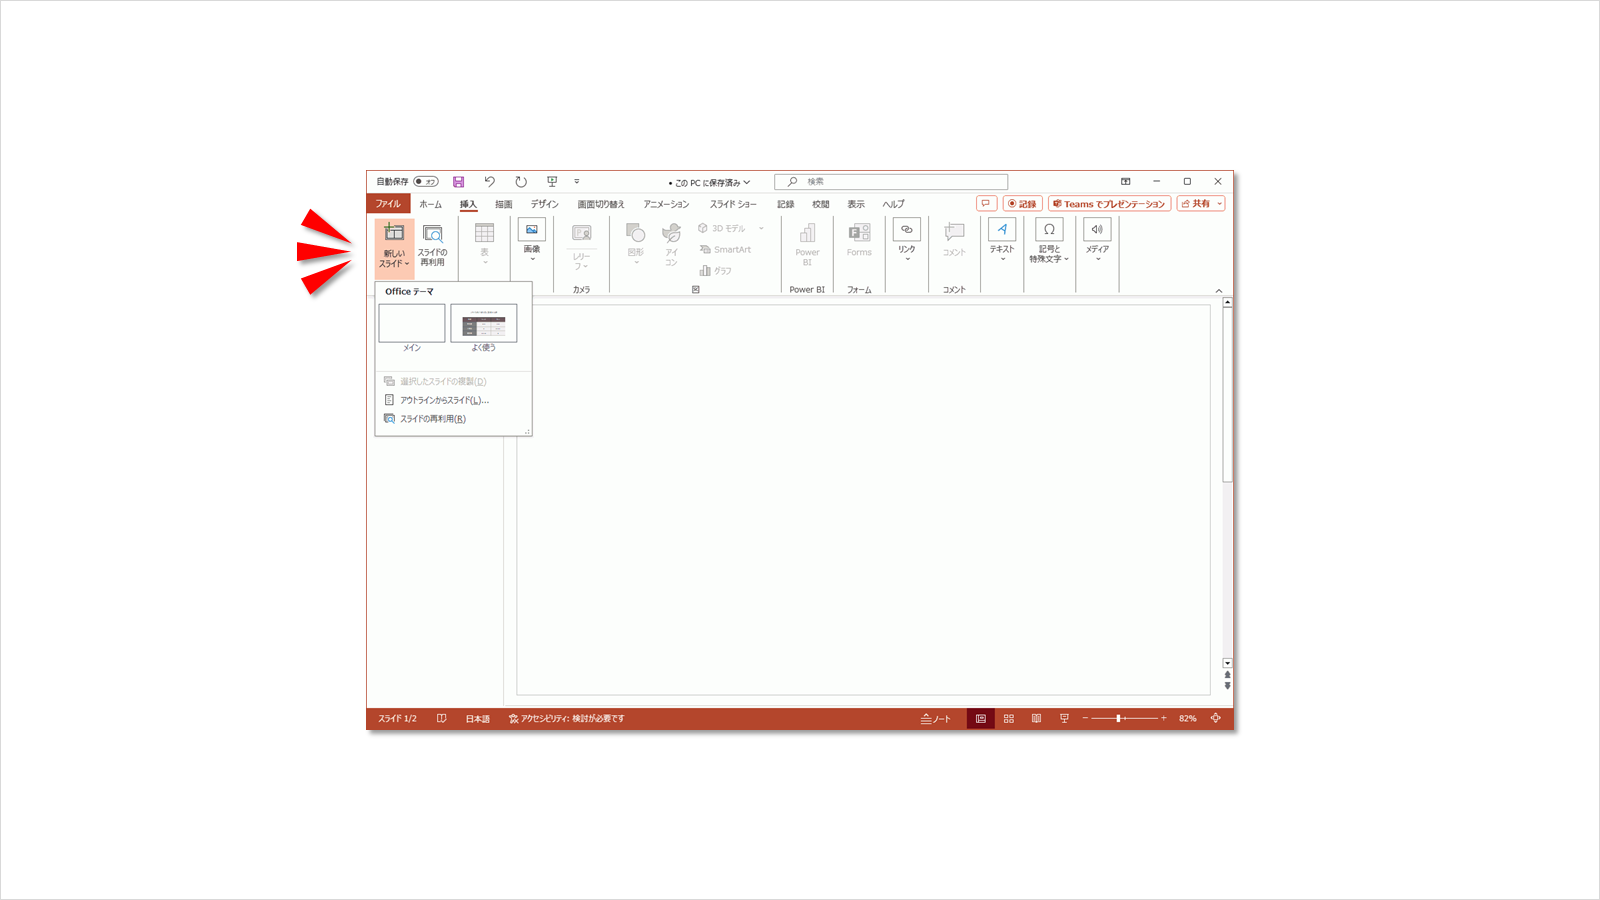 自動保存 オフ
• この PC に保存済み
検索
ファイル ホーム 挿入 描画 デザイン 画面切り替え アニメーション スライド ショー 記録 校閲 表示 ヘルプ
記録 Teams でプレゼンテーション 共有
新しい
スライド
スライドの
再利用
表
画像
レリー
フ
カメラ
図形
アイ
コン
3D モデル
SmartArt
グラフ
Power
BI
Power BI
Forms
フォーム
リンク
コメント
コメント
テキスト
記号と
特殊文字
メディア
Office テーマ
メイン
よく使う
選択したスライドの複製(D)
アウトラインからスライド(L)...
スライドの再利用(R)
スライド 1/2 日本語 アクセシビリティ: 検討が必要です ノート 82%